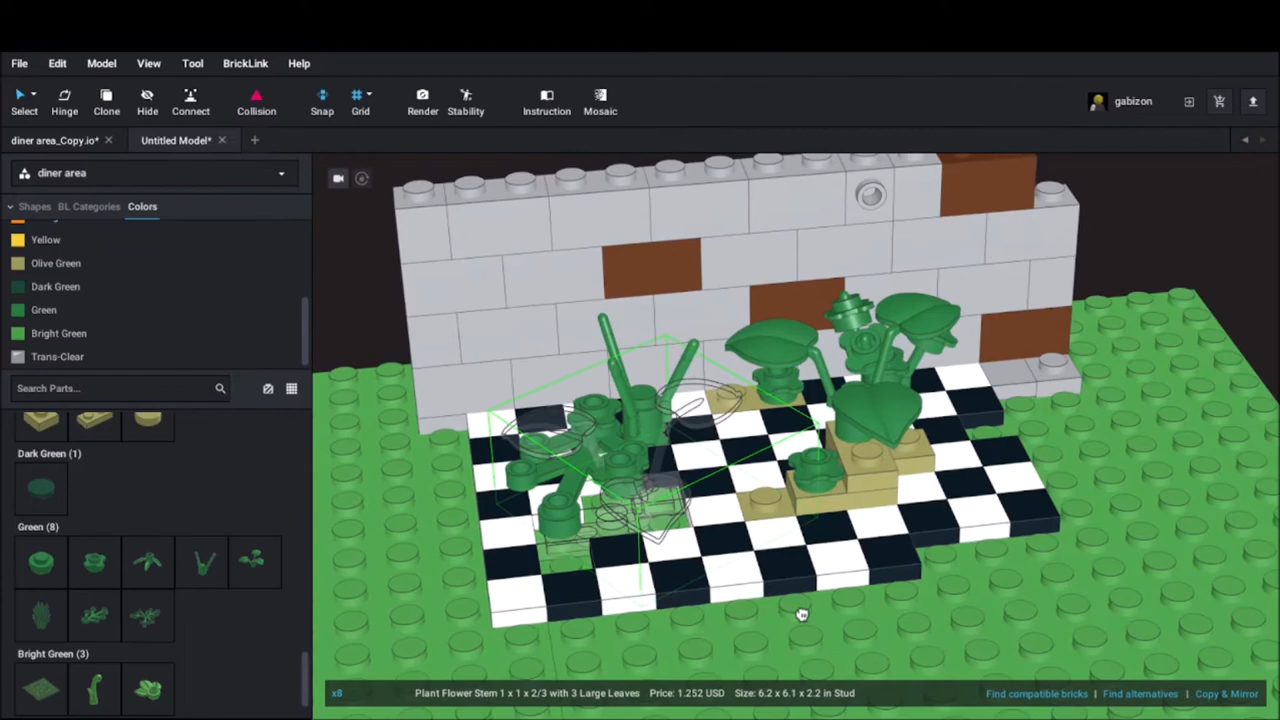 File Edit Model View Tool BrickLink Help
Select Hinge Clone Hide Connect Collision Snap Grid Render Stability Instruction Mosaic
gabizon
diner area_Copy.io* Untitled Model*
diner area
Shapes BL Categories Colors
Yellow
Olive Green
Dark Green
Green
Bright Green
Trans-Clear
Search Parts...
Dark Green (1)
Green (8)
Bright Green (3)
x8 Plant Flower Stem 1 x 1 x 2/3 with 3 Large Leaves Price: 1.252 USD Size: 6.2 x 6.1 x 2.2 in Stud Find compatible bricks Find alternatives Copy & Mirror